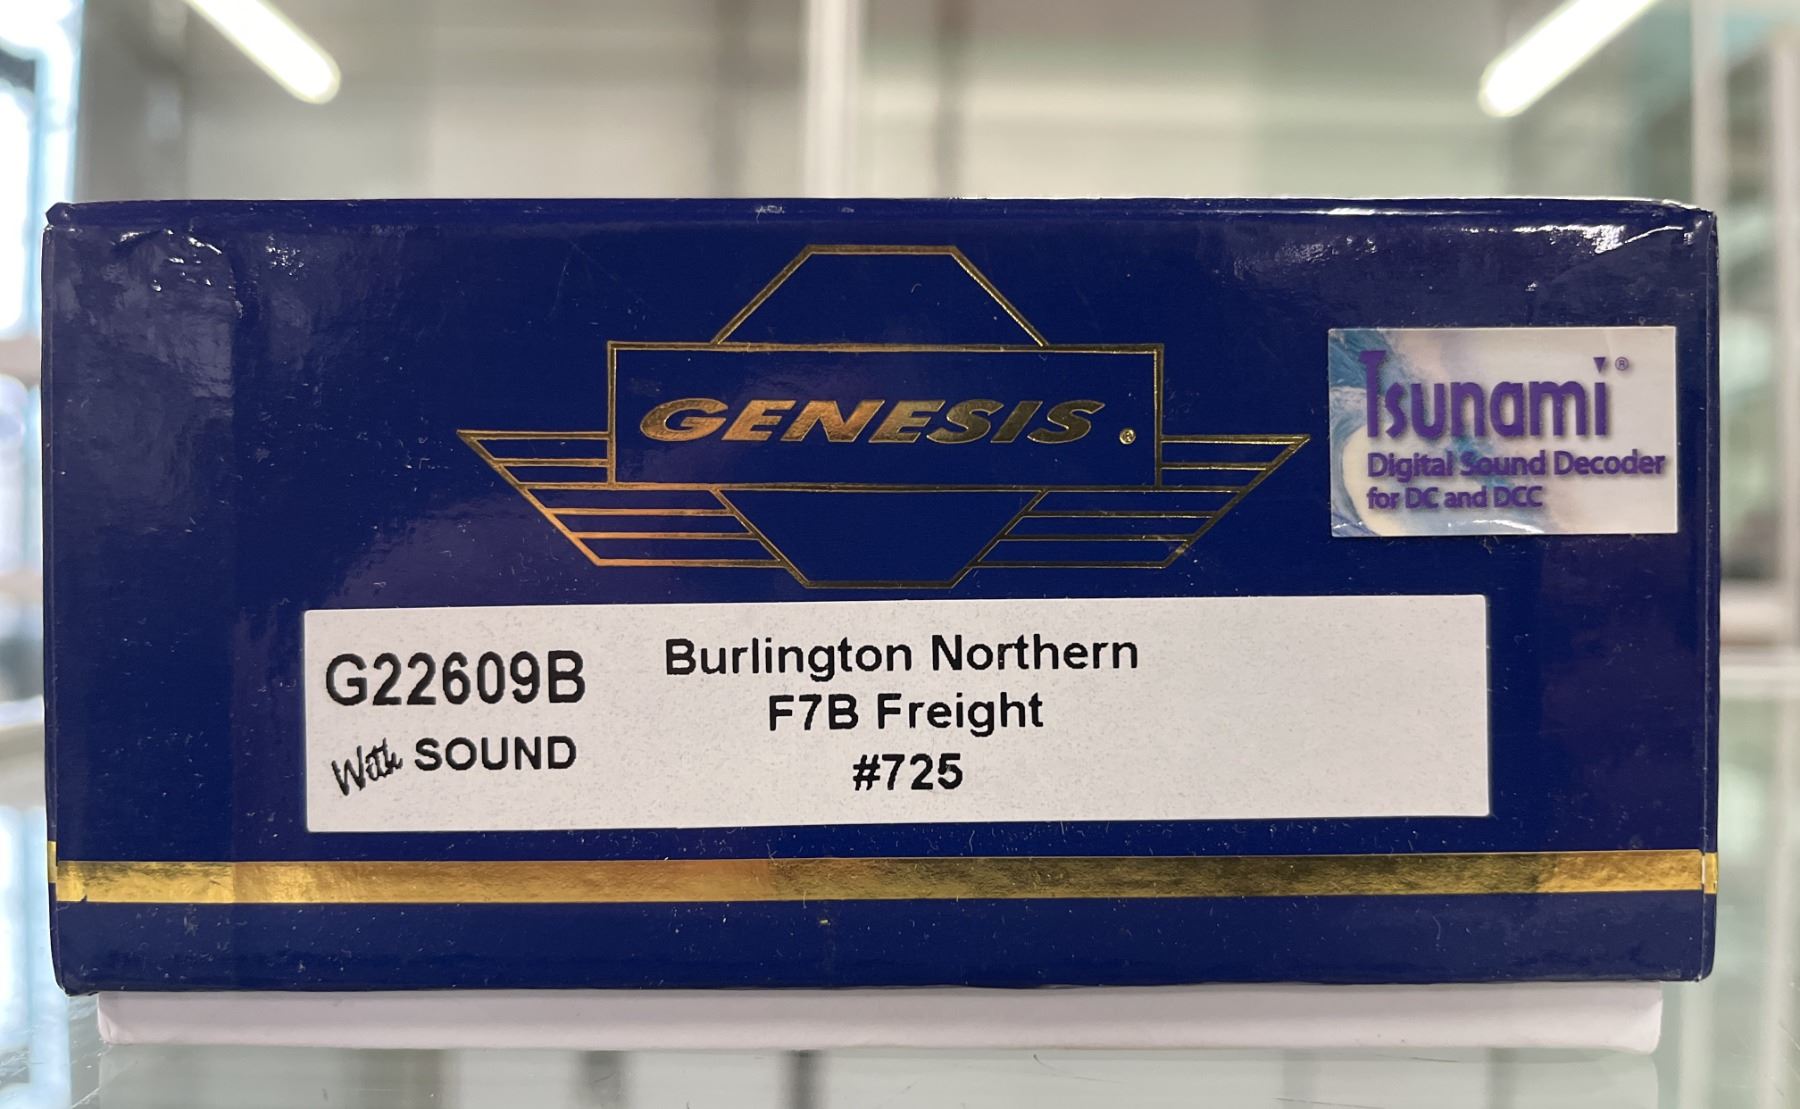 GENESIS®
Tsunami®
Digital Sound Decoder
for DC and DCC
G22609B
With SOUND
Burlington Northern
F7B Freight
#725